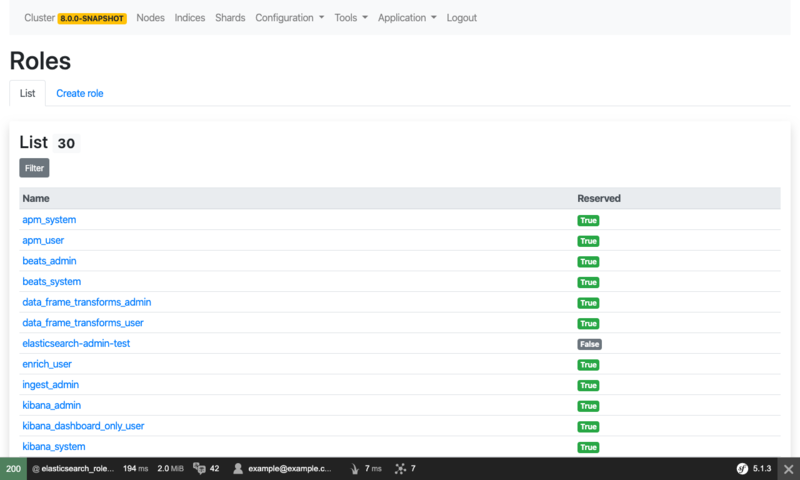 Cluster 8.0.0-SNAPSHOT Nodes Indices Shards Configuration Tools Application Logout
Roles
List Create role
List 30
Filter
Name Reserved
apm_system True
apm_user True
beats_admin True
beats_system True
data_frame_transforms_admin True
data_frame_transforms_user True
elasticsearch-admin-test False
enrich_user True
ingest_admin True
kibana_admin True
kibana_dashboard_only_user True
kibana_system True
200 @ elasticsearch_role... 194 ms 2.0 MiB 42 example@example.c... 7 ms 7 sf 5.1.3